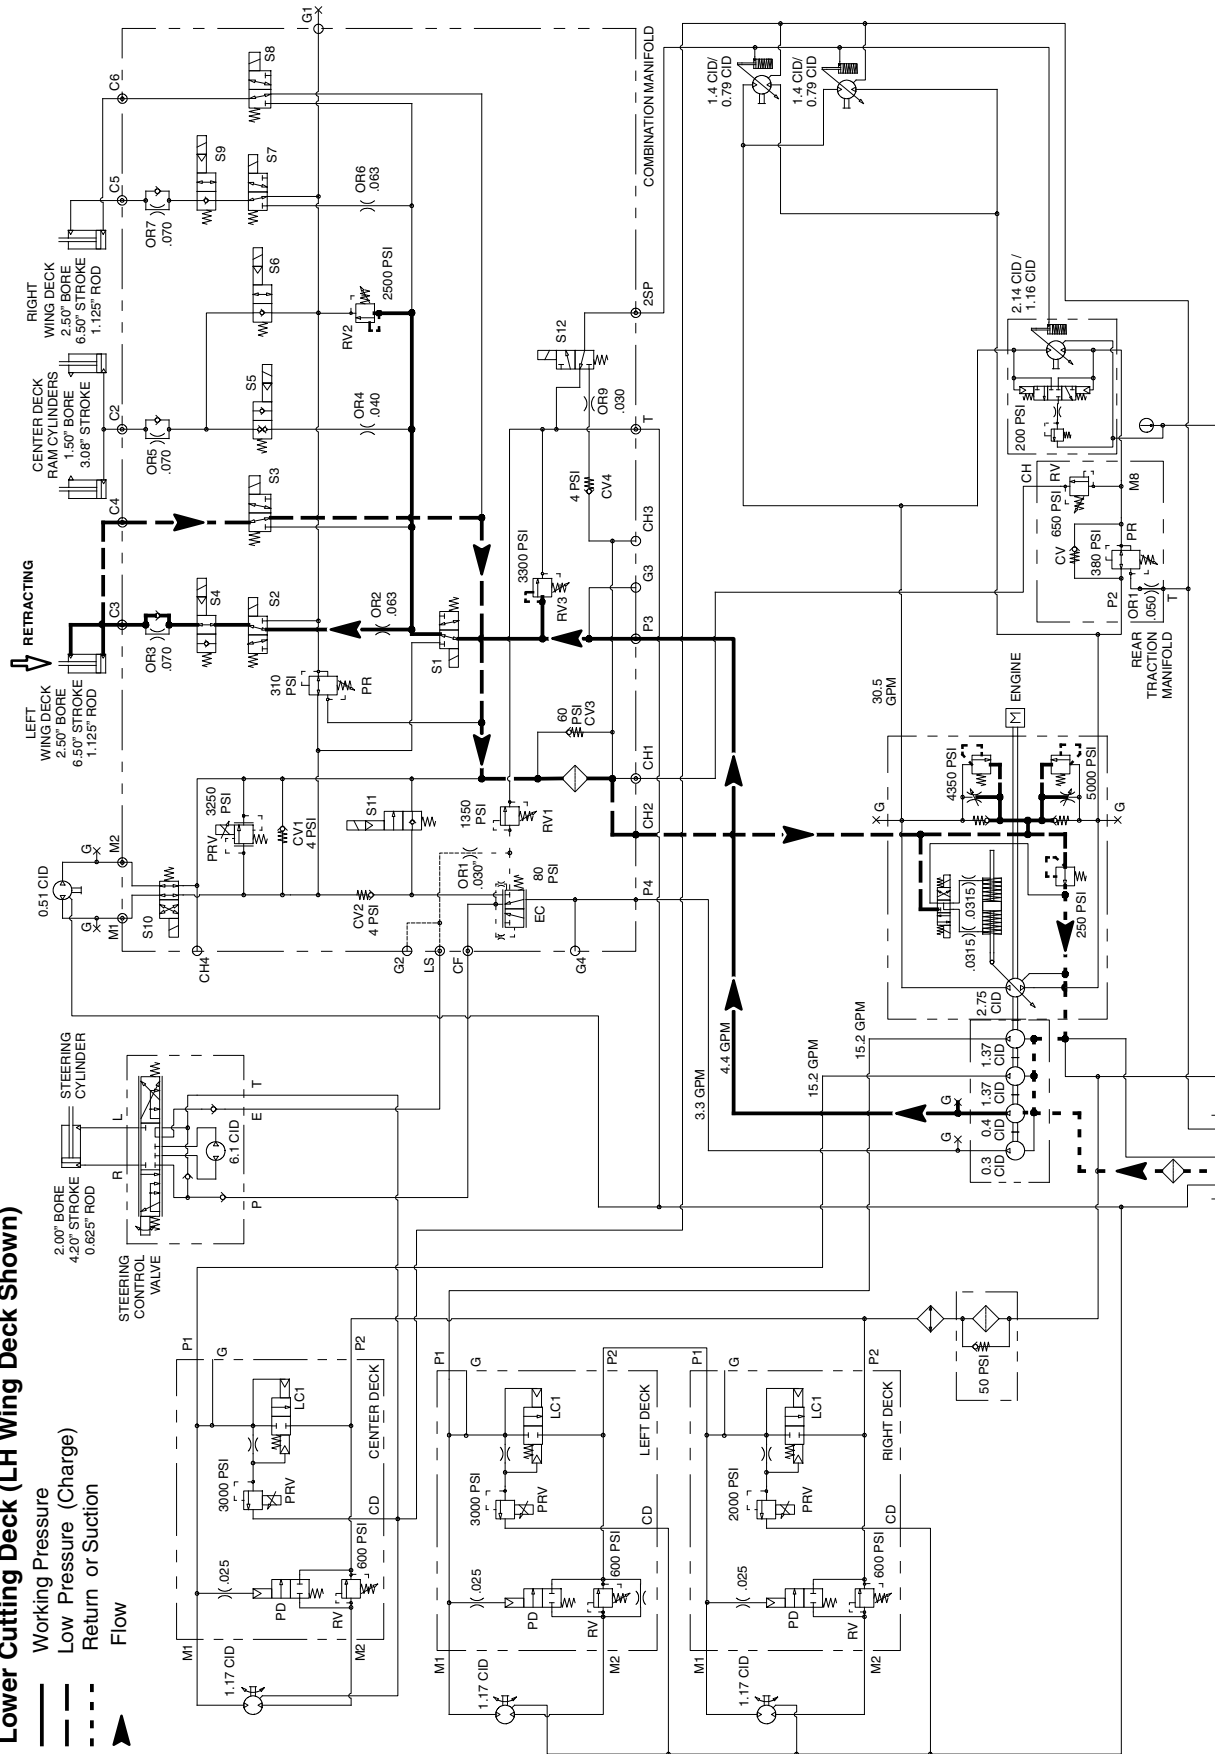 Lower Cutting Deck (LH Wing Deck Shown)
Working Pressure
Low Pressure (Charge)
Return or Suction
Flow
2.00" BORE
4.20" STROKE
0.625" ROD
STEERING
CYLINDER
STEERING
CONTROL
VALVE
R
L
P
E
T
6.1 CID
0.51 CID
G
G
M1
M2
S10
CH4
PRV
3250
PSI
CV1
4 PSI
CV2
4 PSI
S11
G2
LS
CF
G4
OR1
.030"
80
PSI
EC
1350
PSI
RV1
P4
CH2
CH1
60
PSI
CV3
310
PSI
PR
LEFT
WING DECK
2.50" BORE
6.50" STROKE
1.125" ROD
RETRACTING
C3
C4
OR3
.070
S4
S2
OR2
.063
S1
S3
CENTER DECK
RAM CYLINDERS
1.50" BORE
3.08" STROKE
C2
OR5
.070
S5
OR4
.040
S6
RV2
2500 PSI
RIGHT
WING DECK
2.50" BORE
6.50" STROKE
1.125" ROD
C5
C6
OR7
.070
S9
S7
S8
OR6
.063
G1
COMBINATION MANIFOLD
3300 PSI
RV3
P3
G3
CH3
4 PSI
CV4
OR9
.030
T
S12
2SP
1.4 CID/
0.79 CID
1.4 CID/
0.79 CID
2.14 CID /
1.16 CID
200 PSI
CH
RV
650 PSI
M8
CV
380 PSI
PR
P2
OR1
.050
T
REAR
TRACTION
MANIFOLD
30.5
GPM
ENGINE
M
G
G
4350 PSI
5000 PSI
.0315
.0315
250 PSI
2.75
CID
1.37
CID
1.37
CID
0.4
CID
0.3
CID
G
G
3.3 GPM
4.4 GPM
15.2 GPM
15.2 GPM
P1
G
P2
LC1
3000 PSI
PRV
CENTER DECK
CD
.025
PD
600 PSI
RV
M1
M2
1.17 CID
P1
G
P2
LC1
3000 PSI
PRV
LEFT DECK
CD
.025
PD
600 PSI
RV
M1
M2
1.17 CID
P1
G
P2
LC1
2000 PSI
PRV
RIGHT DECK
CD
.025
PD
600 PSI
RV
M1
M2
1.17 CID
50 PSI